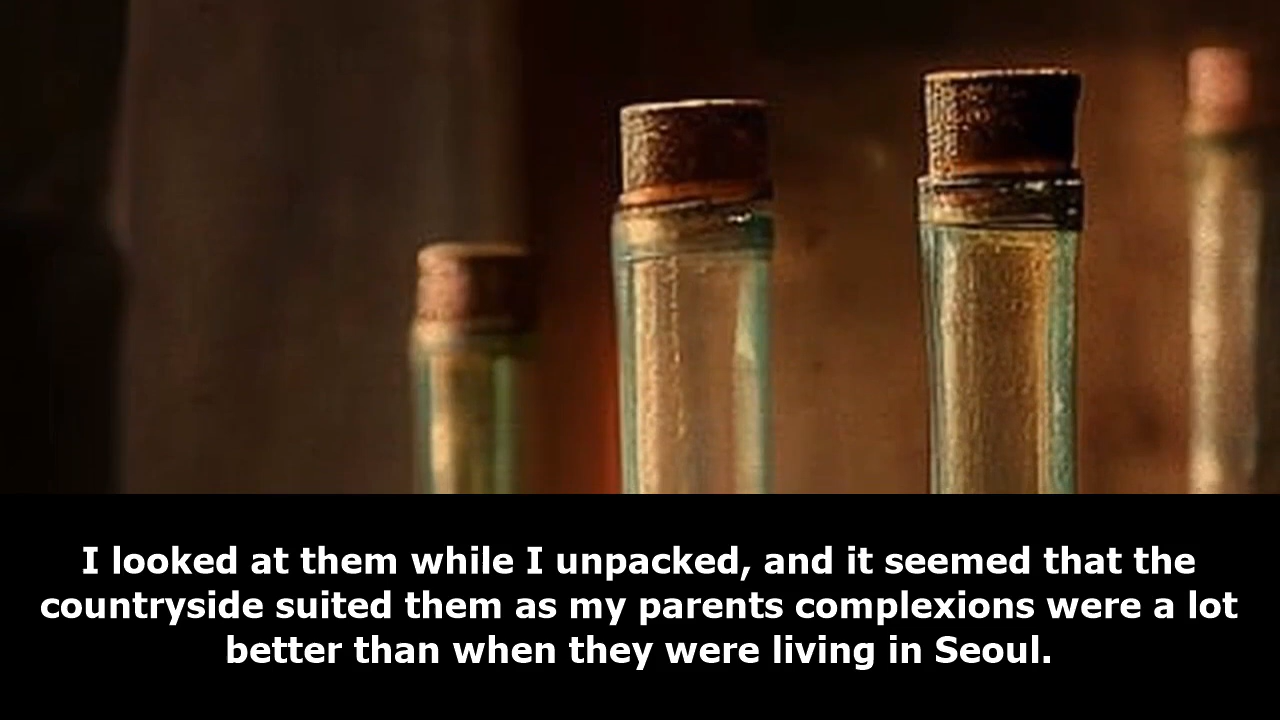 I looked at them while I unpacked, and it seemed that the
countryside suited them as my parents complexions were a lot
better than when they were living in Seoul.